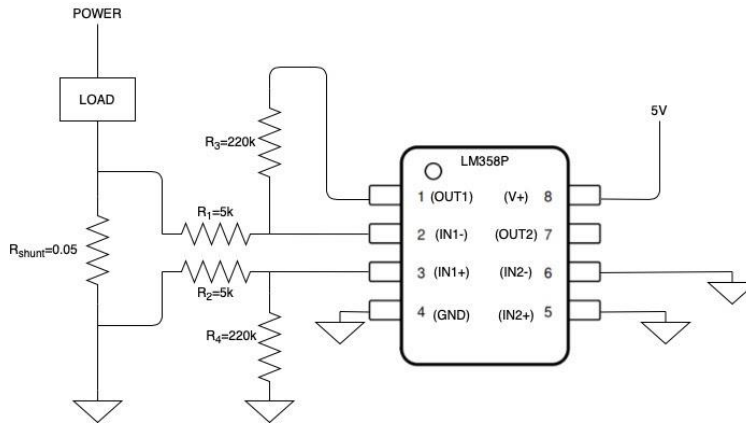 POWER
LOAD
5V
R3=220k
LM358P
1 (OUT1) (V+) 8
R1=5k
2 (IN1-) (OUT2) 7
Rshunt=0.05
3 (IN1+) (IN2-) 6
R2=5k
4 (GND) (IN2+) 5
R4=220k